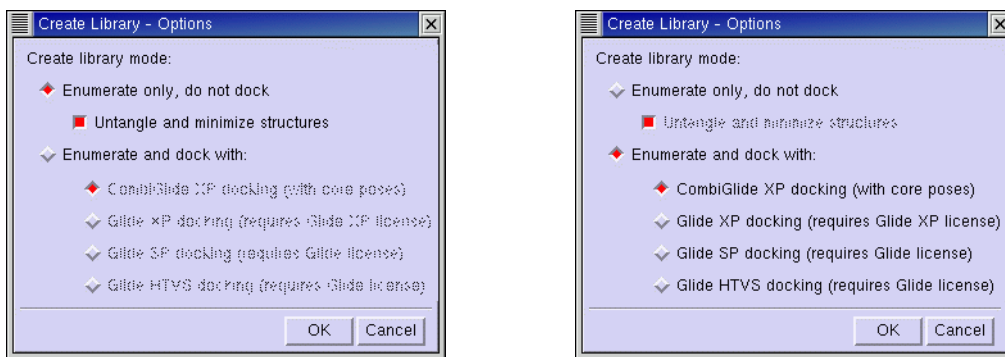 Create Library - Options
Create library mode:
Enumerate only, do not dock
Untangle and minimize structures
Enumerate and dock with:
CombiGlide XP docking (with core poses)
Glide XP docking (requires Glide XP license)
Glide SP docking (requires Glide license)
Glide HTVS docking (requires Glide license)
OK Cancel
Create Library - Options
Create library mode:
Enumerate only, do not dock
Untangle and minimize structures
Enumerate and dock with:
CombiGlide XP docking (with core poses)
Glide XP docking (requires Glide XP license)
Glide SP docking (requires Glide license)
Glide HTVS docking (requires Glide license)
OK Cancel